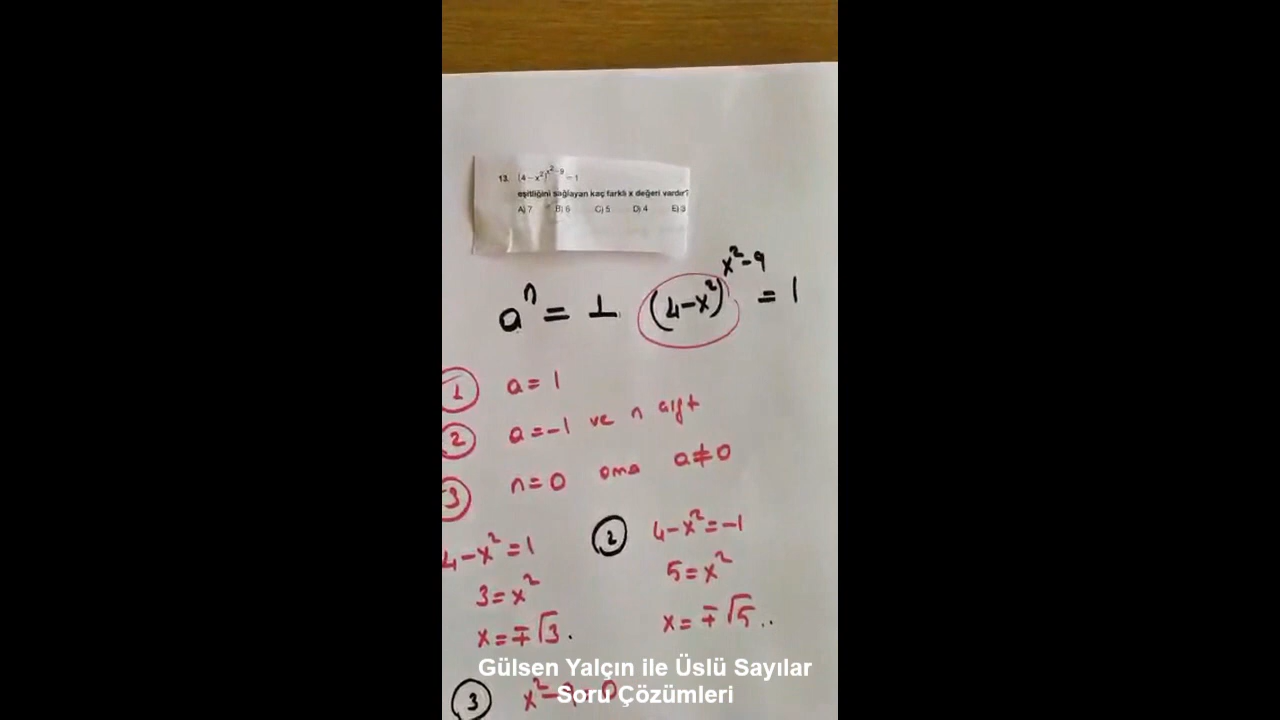 13. (4-x²)^x²-9 = 1
eşitliğini sağlayan kaç farklı x değeri vardır?
A) 7 B) 6 C) 5 D) 4 E) 3
aⁿ = 1 (4-x²)^x²-9 = 1
1 a = 1
2 a = -1 ve n çift
3 n = 0 ama a ≠ 0
4-x² = 1
3 = x²
x = ∓√3.
2 4-x² = -1
5 = x²
x = ∓√5..
3 x²-9=0
Gülsen Yalçın ile Üslü Sayılar
Soru Çözümleri